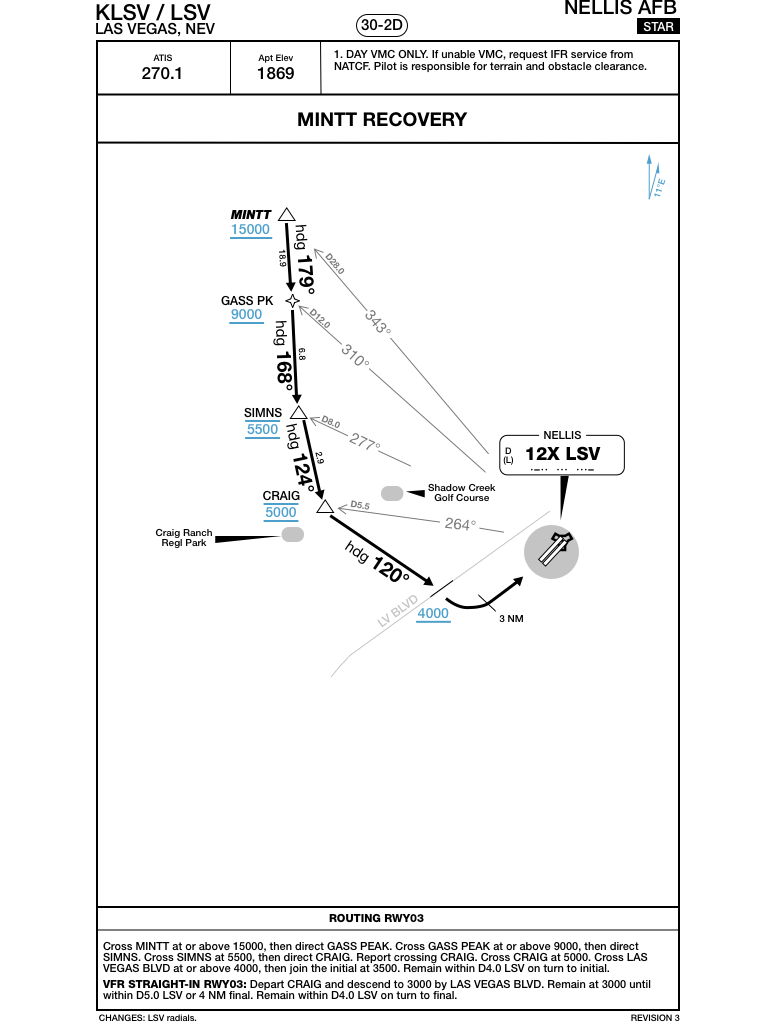 KLSV / LSV
LAS VEGAS, NEV
30-2D
NELLIS AFB
STAR
ATIS
270.1
Apt Elev
1869
1. DAY VMC ONLY. If unable VMC, request IFR service from
NATCF. Pilot is responsible for terrain and obstacle clearance.
MINTT RECOVERY
11°E
MINTT
15000
hdg 179°
18.9
D28.0
343°
GASS PK
9000
D12.0
310°
hdg 168°
6.8
SIMNS
5500
D8.0
277°
hdg 124°
2.9
NELLIS
D
(L)
12X LSV
Shadow Creek
Golf Course
CRAIG
5000
D5.5
264°
Craig Ranch
Regl Park
hdg 120°
LV BLVD
4000
3 NM
ROUTING RWY03
Cross MINTT at or above 15000, then direct GASS PEAK. Cross GASS PEAK at or above 9000, then direct
SIMNS. Cross SIMNS at 5500, then direct CRAIG. Report crossing CRAIG. Cross CRAIG at 5000. Cross LAS
VEGAS BLVD at or above 4000, then join the initial at 3500. Remain within D4.0 LSV on turn to initial.
VFR STRAIGHT-IN RWY03: Depart CRAIG and descend to 3000 by LAS VEGAS BLVD. Remain at 3000 until
within D5.0 LSV or 4 NM final. Remain within D4.0 LSV on turn to final.
CHANGES: LSV radials.
REVISION 3